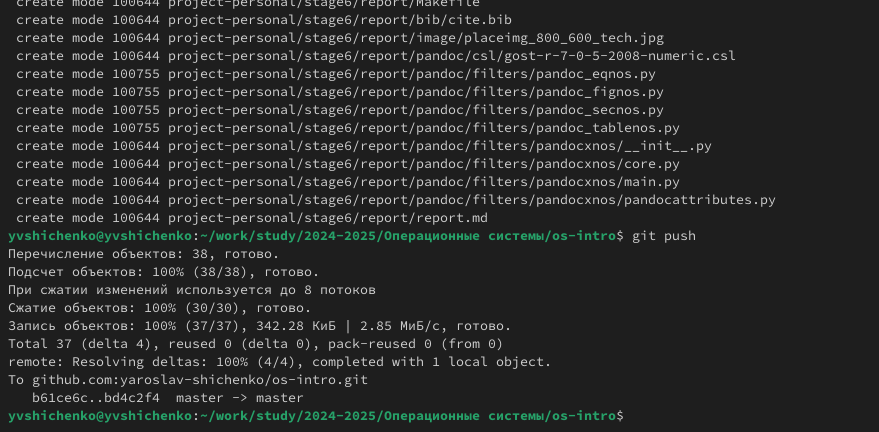 create mode 100644 project-personal/stage6/report/Makefile
create mode 100644 project-personal/stage6/report/bib/cite.bib
create mode 100644 project-personal/stage6/report/image/placeimg_800_600_tech.jpg
create mode 100644 project-personal/stage6/report/pandoc/csl/gost-r-7-0-5-2008-numeric.csl
create mode 100755 project-personal/stage6/report/pandoc/filters/pandoc_eqnos.py
create mode 100755 project-personal/stage6/report/pandoc/filters/pandoc_fignos.py
create mode 100755 project-personal/stage6/report/pandoc/filters/pandoc_secnos.py
create mode 100755 project-personal/stage6/report/pandoc/filters/pandoc_tablenos.py
create mode 100644 project-personal/stage6/report/pandoc/filters/pandocxnos/__init__.py
create mode 100644 project-personal/stage6/report/pandoc/filters/pandocxnos/core.py
create mode 100644 project-personal/stage6/report/pandoc/filters/pandocxnos/main.py
create mode 100644 project-personal/stage6/report/pandoc/filters/pandocxnos/pandocattributes.py
create mode 100644 project-personal/stage6/report/report.md
yvshichenko@yvshichenko:~/work/study/2024-2025/Операционные системы/os-intro$ git push
Перечисление объектов: 38, готово.
Подсчет объектов: 100% (38/38), готово.
При сжатии изменений используется до 8 потоков
Сжатие объектов: 100% (30/30), готово.
Запись объектов: 100% (37/37), 342.28 КиБ | 2.85 МиБ/с, готово.
Total 37 (delta 4), reused 0 (delta 0), pack-reused 0 (from 0)
remote: Resolving deltas: 100% (4/4), completed with 1 local object.
To github.com:yaroslav-shichenko/os-intro.git
b61ce6c..bd4c2f4  master -> master
yvshichenko@yvshichenko:~/work/study/2024-2025/Операционные системы/os-intro$